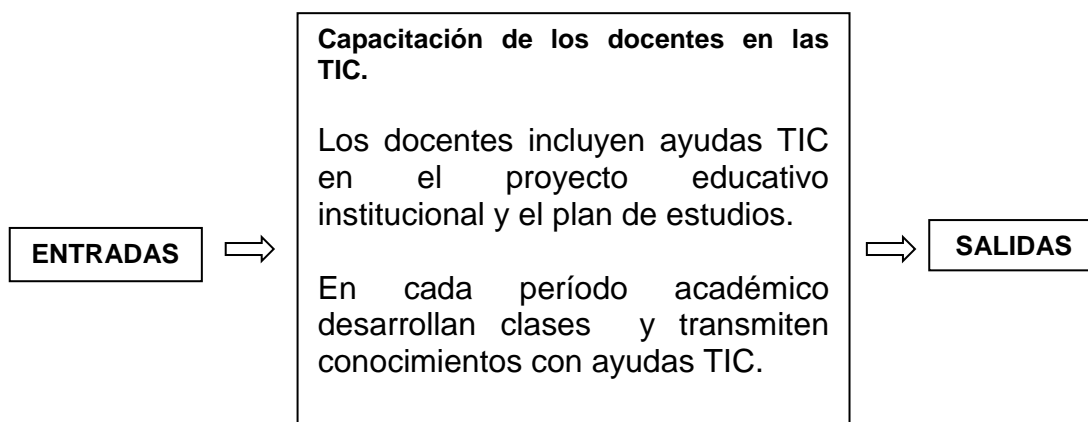 Capacitación de los docentes en las
TIC.
Los docentes incluyen ayudas TIC
en el proyecto educativo
institucional y el plan de estudios.
ENTRADAS
SALIDAS
En cada período académico
desarrollan clases y transmiten
conocimientos con ayudas TIC.